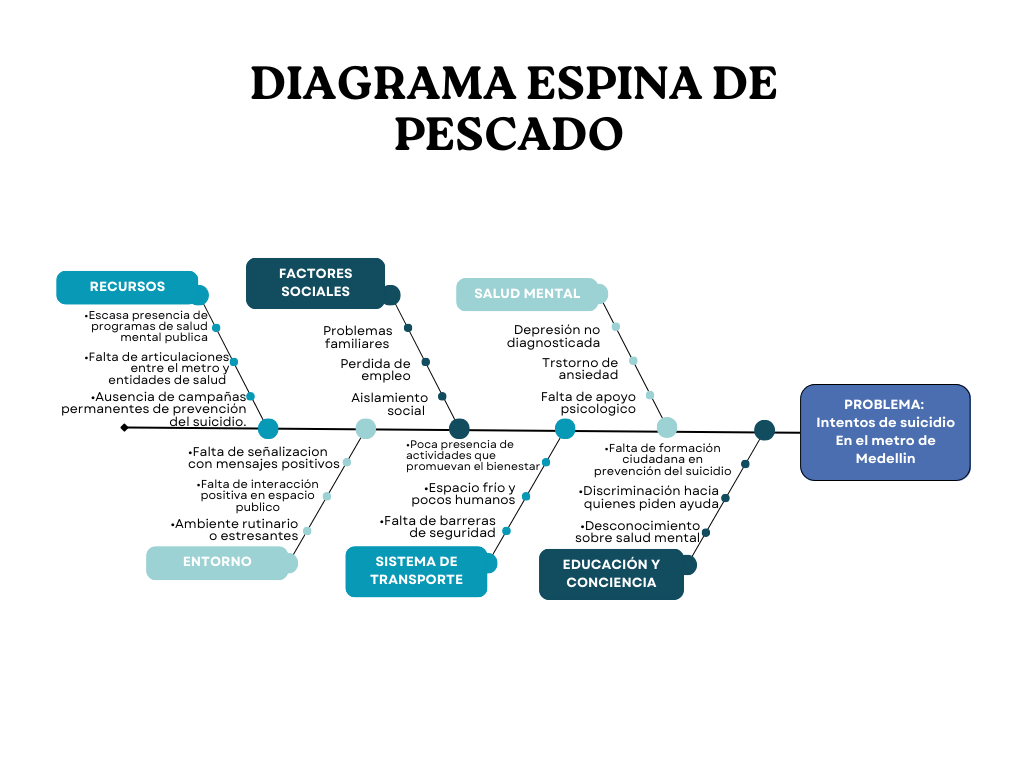 DIAGRAMA ESPINA DE
PESCADO
RECURSOS
•Escasa presencia de
programas de salud
mental publica
•Falta de articulaciones
entre el metro y
entidades de salud
•Ausencia de campañas
permanentes de prevención
del suicidio.
FACTORES
SOCIALES
Problemas
familiares
Perdida de
empleo
Aislamiento
social
SALUD MENTAL
Depresión no
diagnosticada
Trstorno de
ansiedad
Falta de apoyo
psicologico
PROBLEMA:
Intentos de suicidio
En el metro de
Medellin
•Falta de señalizacion
con mensajes positivos
•Falta de interacción
positiva en espacio
publico
•Ambiente rutinario
o estresantes
ENTORNO
•Poca presencia de
actividades que
promuevan el bienestar
•Espacio frío y
pocos humanos
•Falta de barreras
de seguridad
SISTEMA DE
TRANSPORTE
•Falta de formación
ciudadana en
prevención del suicidio
•Discriminación hacia
quienes piden ayuda
•Desconocimiento
sobre salud mental
EDUCACIÓN Y
CONCIENCIA